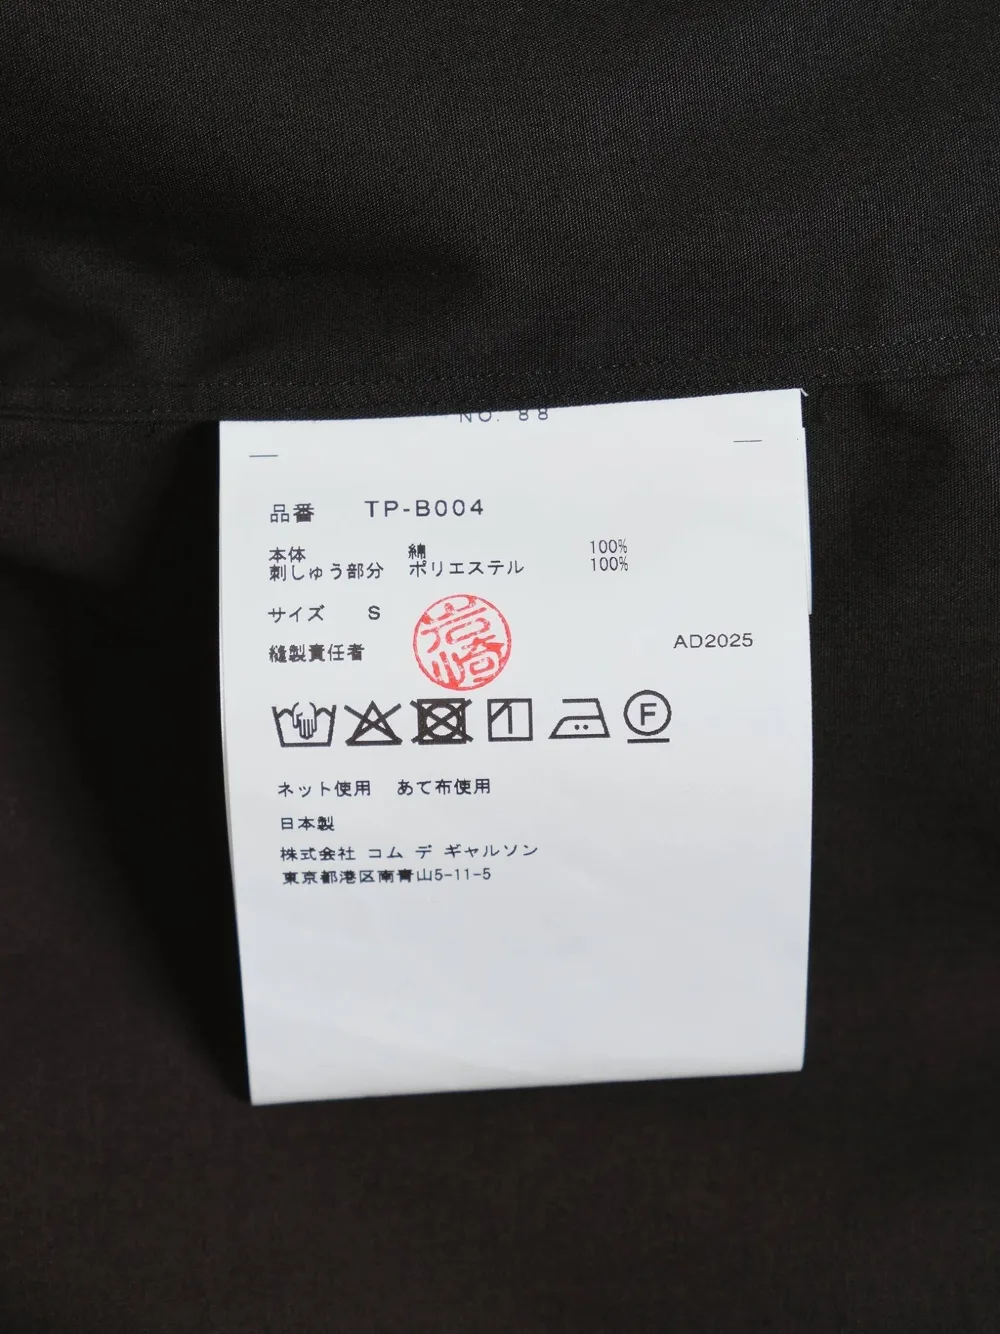 NO. 88
品番 TP-B004
本体 綿 100%
刺しゅう部分 ポリエステル 100%
サイズ S
縫製責任者 岩崎
AD2025
F
ネット使用 あて布使用
日本製
株式会社 コム デ ギャルソン
東京都港区南青山5-11-5